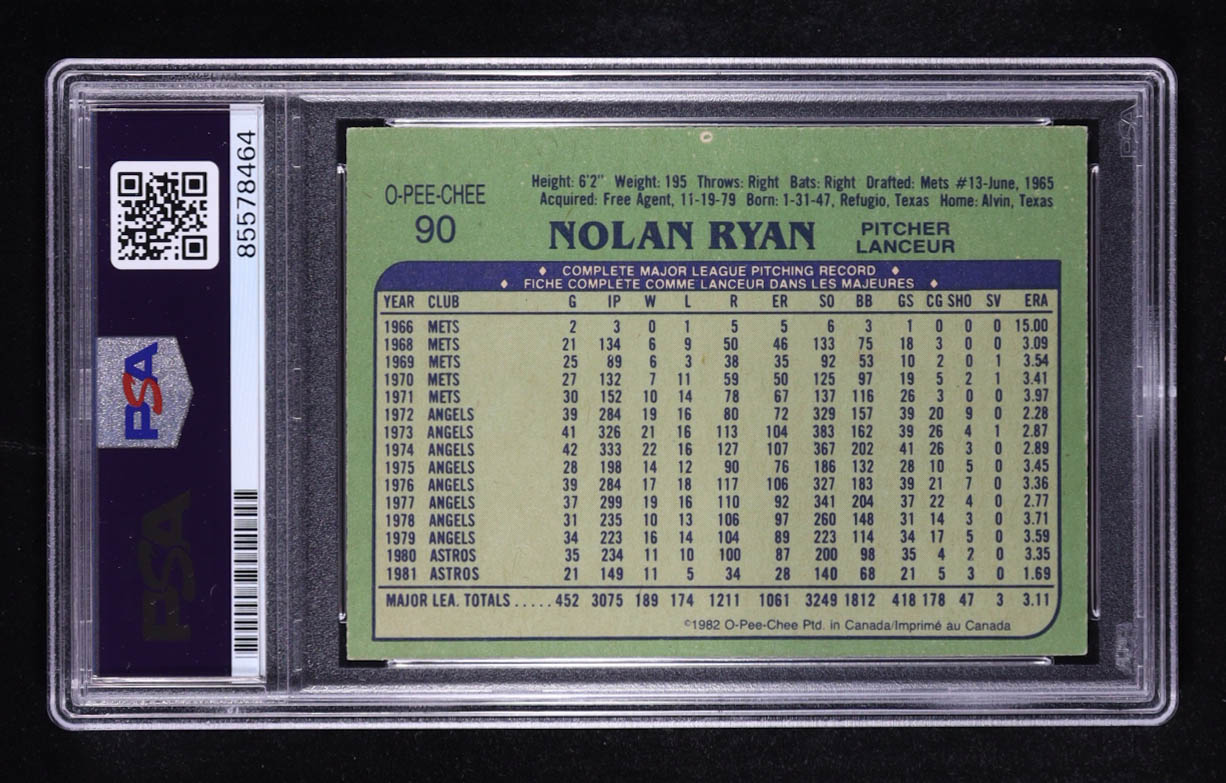 85578464
PSA
PSA
O-PEE-CHEE
90
Height: 6'2" Weight: 195 Throws: Right Bats: Right Drafted: Mets #13-June, 1965
Acquired: Free Agent, 11-19-79 Born: 1-31-47, Refugio, Texas Home: Alvin, Texas
NOLAN RYAN
PITCHER
LANCEUR
COMPLETE MAJOR LEAGUE PITCHING RECORD
FICHE COMPLÈTE COMME LANCEUR DANS LES MAJEURES
YEAR CLUB G IP W L R ER SO BB GS CG SHO SV ERA
1966 METS 2 3 0 1 5 5 6 3 1 0 0 0 15.00
1968 METS 21 134 6 9 50 46 133 75 18 3 0 0 3.09
1969 METS 25 89 6 3 38 35 92 53 10 2 0 1 3.54
1970 METS 27 132 7 11 59 50 125 97 19 5 2 1 3.41
1971 METS 30 152 10 14 78 67 137 116 26 3 0 0 3.97
1972 ANGELS 39 284 19 16 80 72 329 157 39 20 9 0 2.28
1973 ANGELS 41 326 21 16 113 104 383 162 39 26 4 1 2.87
1974 ANGELS 42 333 22 16 127 107 367 202 41 26 3 0 2.89
1975 ANGELS 28 198 14 12 90 76 186 132 28 10 5 0 3.45
1976 ANGELS 39 284 17 18 117 106 327 183 39 21 7 0 3.36
1977 ANGELS 37 299 19 16 110 92 341 204 37 22 4 0 2.77
1978 ANGELS 31 235 10 13 106 97 260 148 31 14 3 0 3.71
1979 ANGELS 34 223 16 14 104 89 223 114 34 17 5 0 3.59
1980 ASTROS 35 234 11 10 100 87 200 98 35 4 2 0 3.35
1981 ASTROS 21 149 11 5 34 28 140 68 21 5 3 0 1.69
MAJOR LEA. TOTALS ..... 452 3075 189 174 1211 1061 3249 1812 418 178 47 3 3.11
©1982 O-Pee-Chee Ptd. in Canada/Imprimé au Canada
PSA